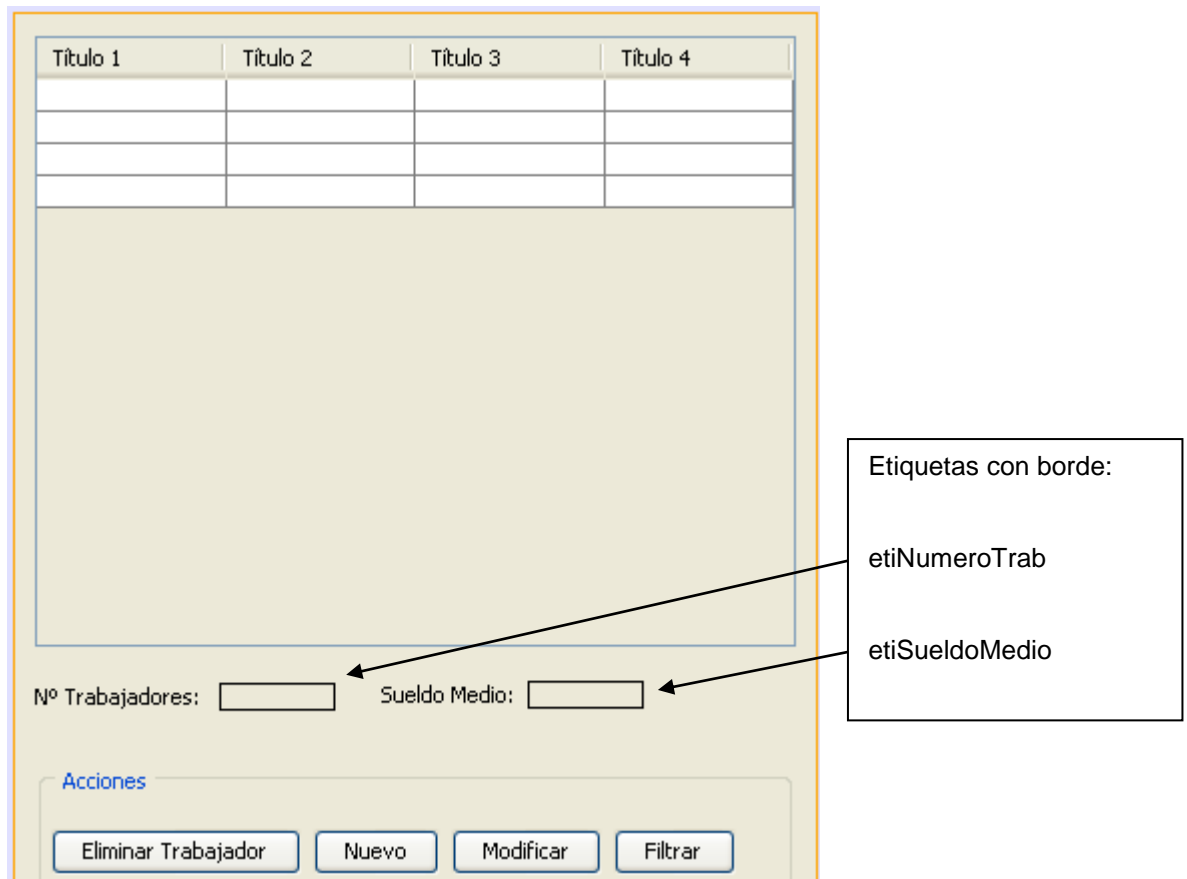 Título 1 Título 2 Título 3 Título 4
Etiquetas con borde:
etiNumeroTrab
etiSueldoMedio
Nº Trabajadores: Sueldo Medio:
Acciones
Eliminar Trabajador Nuevo Modificar Filtrar